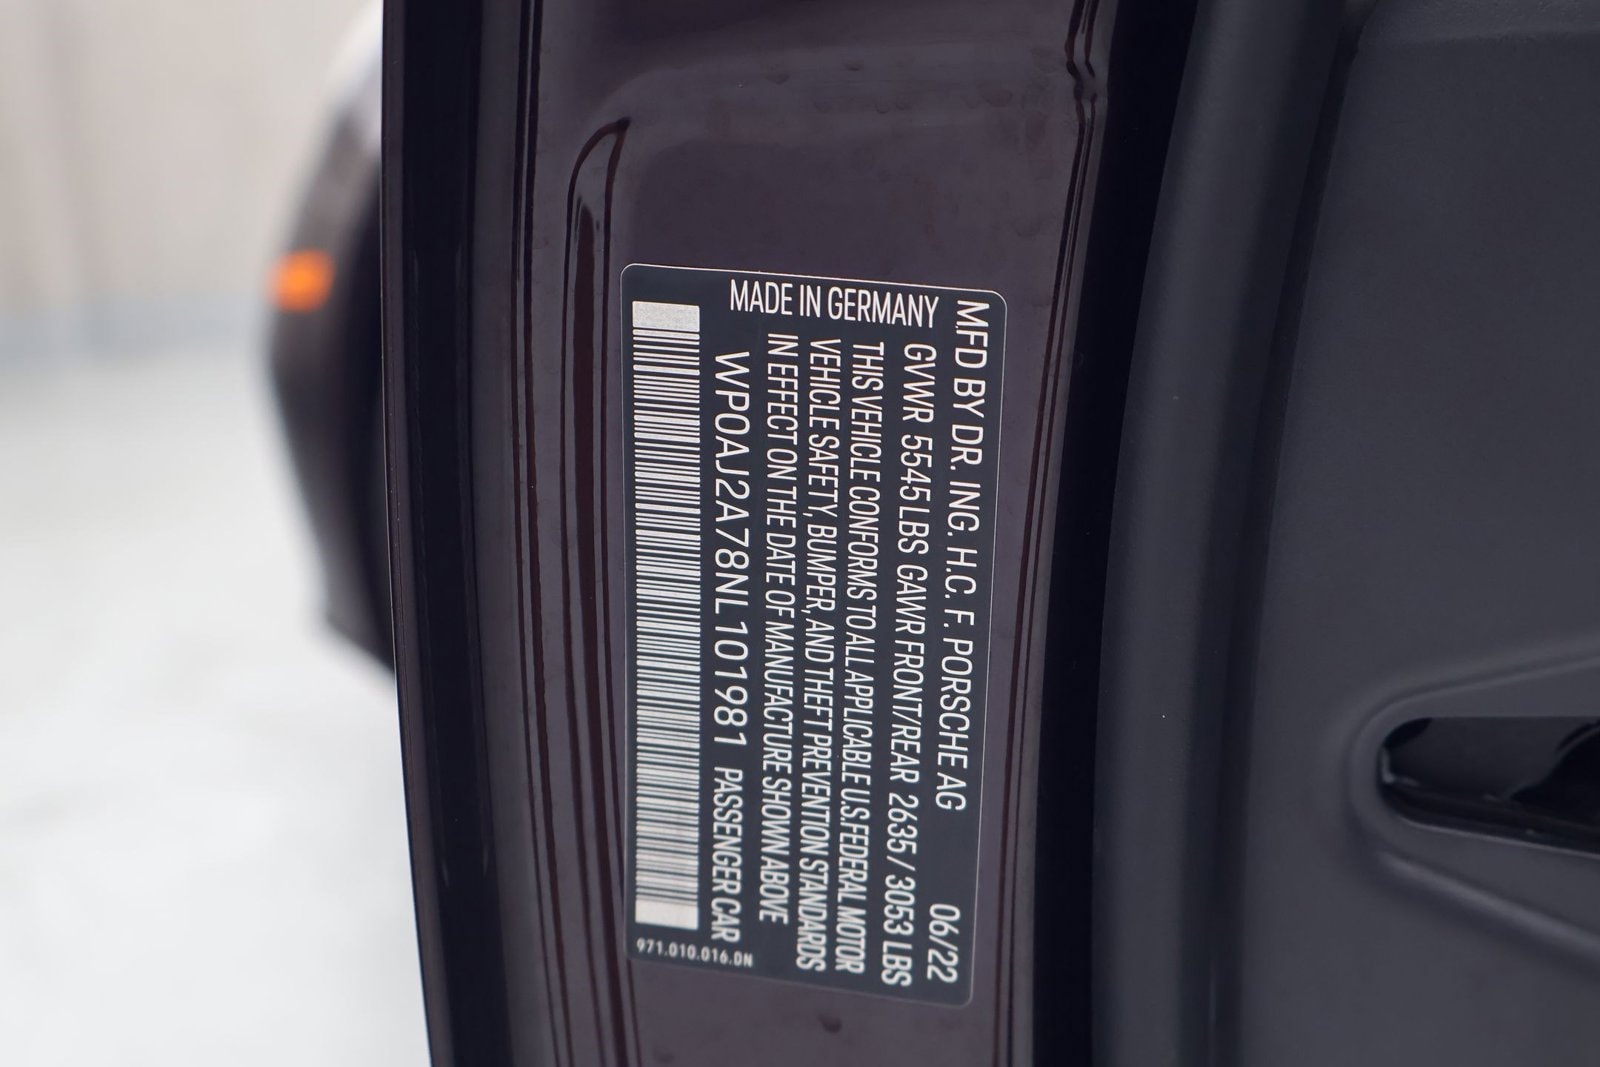 MFD BY DR. ING. H.C. F. PORSCHE AG 06/22
GVWR 5545 LBS GAWR FRONT/REAR 2635 / 3053 LBS
THIS VEHICLE CONFORMS TO ALL APPLICABLE U.S. FEDERAL MOTOR
VEHICLE SAFETY, BUMPER, AND THEFT PREVENTION STANDARDS
IN EFFECT ON THE DATE OF MANUFACTURE SHOWN ABOVE
WP0AJ2A78NL101981 PASSENGER CAR
MADE IN GERMANY
971.010.016.DN